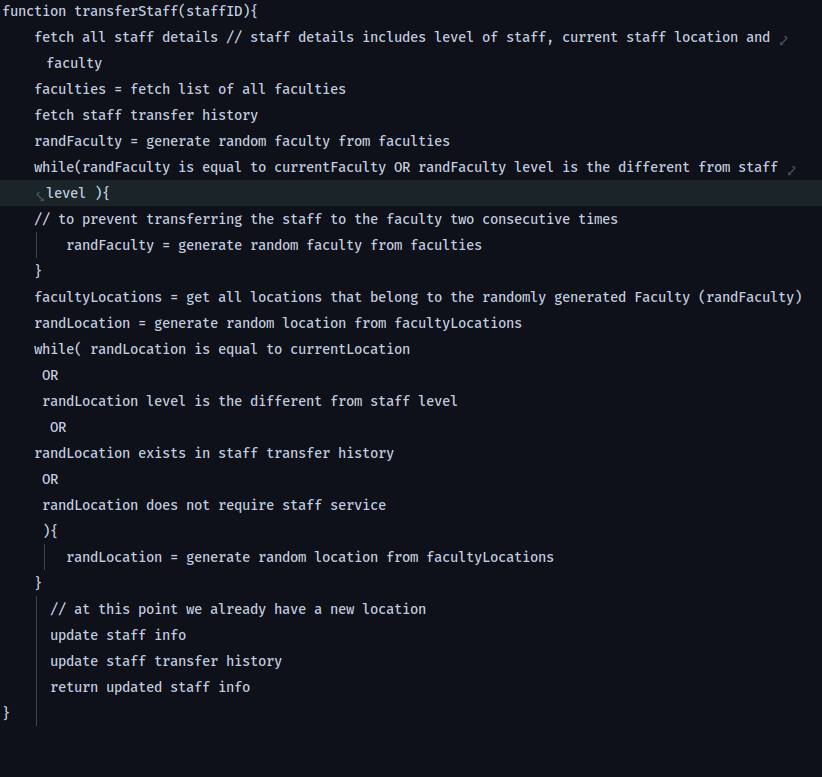 function transferStaff(staffID){
fetch all staff details // staff details includes level of staff, current staff location and
faculty
faculties = fetch list of all faculties
fetch staff transfer history
randFaculty = generate random faculty from faculties
while(randFaculty is equal to currentFaculty OR randFaculty level is the different from staff
level ){
// to prevent transferring the staff to the faculty two consecutive times
randFaculty = generate random faculty from faculties
}
facultyLocations = get all locations that belong to the randomly generated Faculty (randFaculty)
randLocation = generate random location from facultyLocations
while( randLocation is equal to currentLocation
OR
randLocation level is the different from staff level
OR
randLocation exists in staff transfer history
OR
randLocation does not require staff service
){
randLocation = generate random location from facultyLocations
}
// at this point we already have a new location
update staff info
update staff transfer history
return updated staff info
}